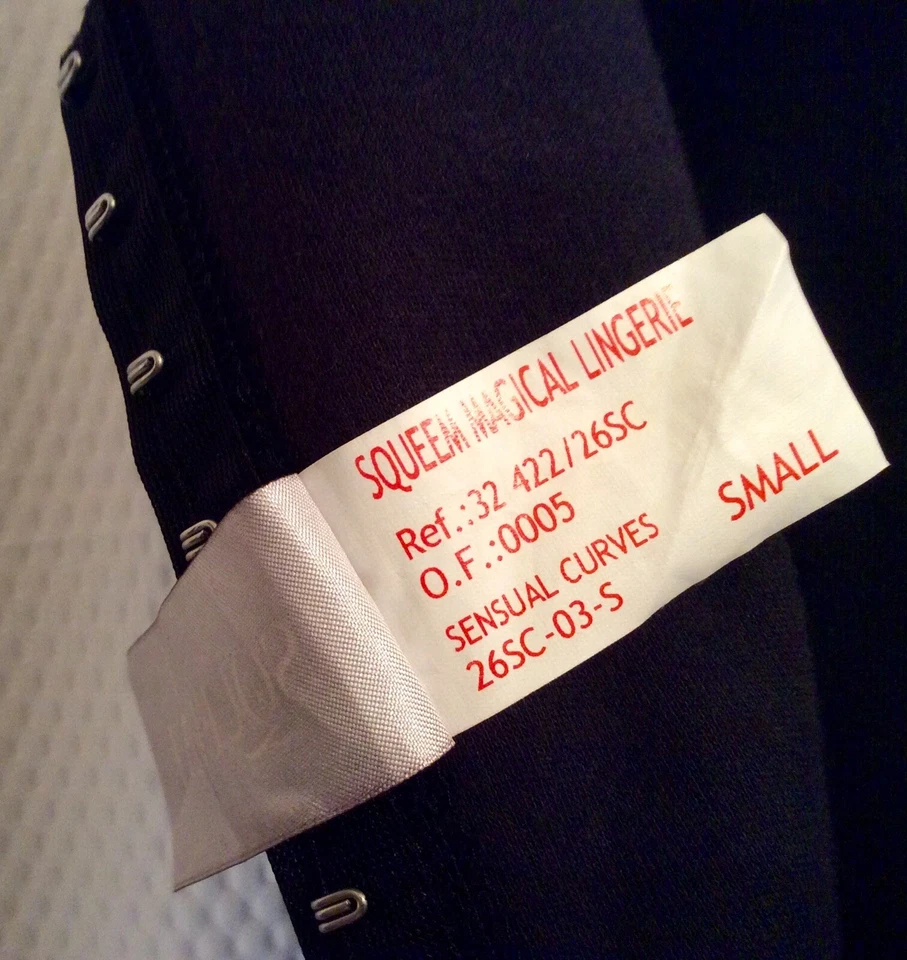 SQUEEM MAGICAL LINGERIE
Ref.:32 422/26SC
O.F.:0005
SENSUAL CURVES
26SC-03-S
SMALL